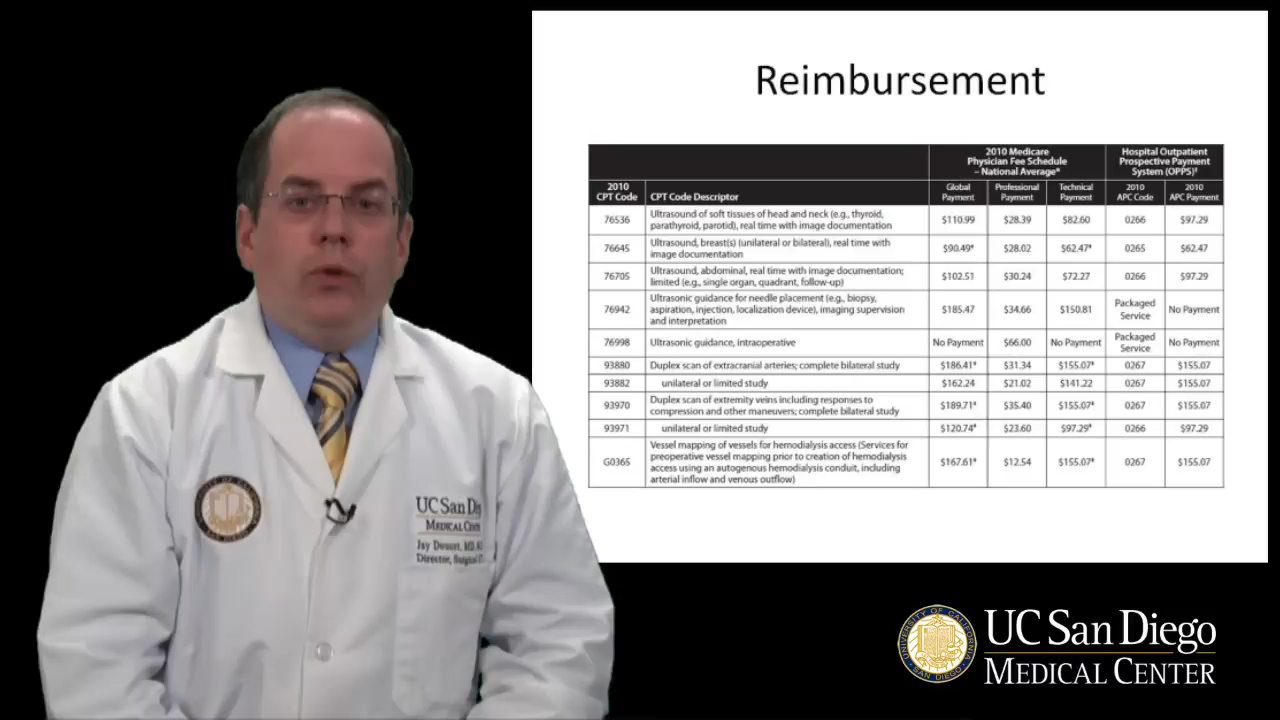 Reimbursement
2010 Medicare
Physician Fee Schedule
– National Average*
Hospital Outpatient
Prospective Payment
System (OPPS)†
2010
CPT Code
CPT Code Descriptor
Global
Payment
Professional
Payment
Technical
Payment
2010
APC Code
2010
APC Payment
76536
Ultrasound of soft tissues of head and neck (e.g., thyroid,
parathyroid, parotid), real time with image documentation
$110.99
$28.39
$82.60
0266
$97.29
76645
Ultrasound, breast(s) (unilateral or bilateral), real time with
image documentation
$90.49*
$28.02
$62.47*
0265
$62.47
76705
Ultrasound, abdominal, real time with image documentation;
limited (e.g., single organ, quadrant, follow-up)
$102.51
$30.24
$72.27
0266
$97.29
76942
Ultrasonic guidance for needle placement (e.g., biopsy,
aspiration, injection, localization device), imaging supervision
and interpretation
$185.47
$34.66
$150.81
Packaged
Service
No Payment
76998
Ultrasonic guidance, intraoperative
No Payment
$66.00
No Payment
Packaged
Service
No Payment
93880
Duplex scan of extracranial arteries; complete bilateral study
$186.41*
$31.34
$155.07*
0267
$155.07
93882
unilateral or limited study
$162.24
$21.02
$141.22
0267
$155.07
93970
Duplex scan of extremity veins including responses to
compression and other maneuvers; complete bilateral study
$189.71*
$35.40
$155.07*
0267
$155.07
93971
unilateral or limited study
$120.74*
$23.60
$97.29*
0266
$97.29
G0365
Vessel mapping of vessels for hemodialysis access (Services for
preoperative vessel mapping prior to creation of hemodialysis
access using an autogenous hemodialysis conduit, including
arterial inflow and venous outflow)
$167.61*
$12.54
$155.07*
0267
$155.07
UC San Di
MEDICAL CENT
Jay Doucet, MD,
Director, Surgical
UNIVERSITY OF CALIFORNIA
SAN DIEGO
UC San Diego
MEDICAL CENTER